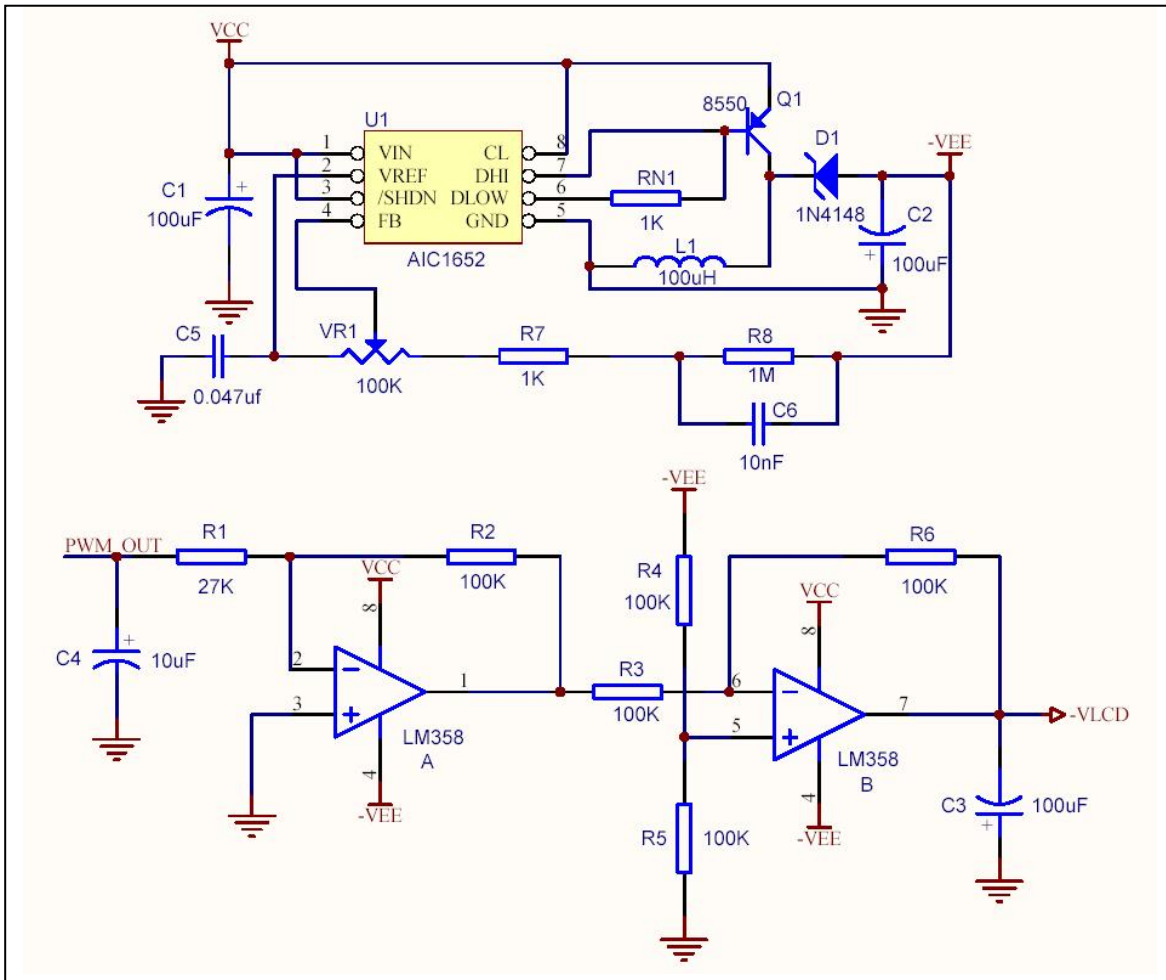 VCC
8550
Q1
U1
D1
-VEE
1
VIN
CL
8
2
VREF
DHI
7
3
/SHDN
DLOW
6
4
FB
GND
5
RN1
1K
1N4148
C1
100uF
+
C2
100uF
+
AIC1652
L1
100uH
C5
0.047uf
VR1
100K
R7
1K
R8
1M
C6
10nF
-VEE
PWM_OUT
R1
27K
R2
100K
R6
100K
VCC
8
R4
100K
VCC
8
C4
10uF
+
2
3
1
R3
100K
6
5
7
-VLCD
LM358
A
LM358
B
4
-VEE
4
-VEE
R5
100K
C3
100uF
+